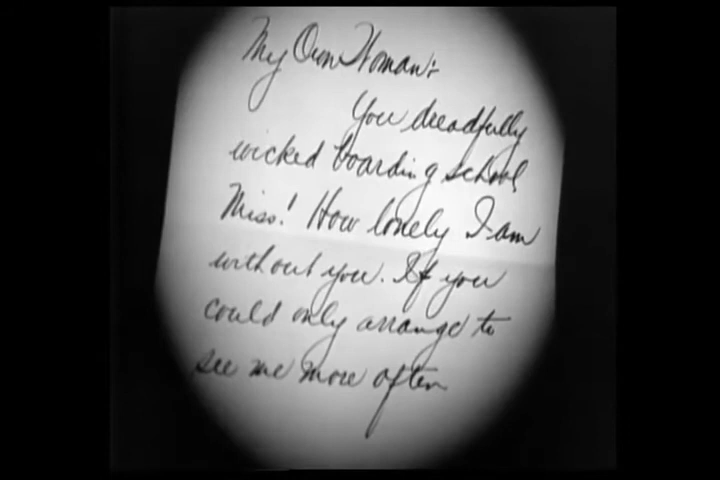 My Own Woman:
You dreadfully
wicked boarding school
Miss! How lonely I am
without you. If you
could only arrange to
see me more often